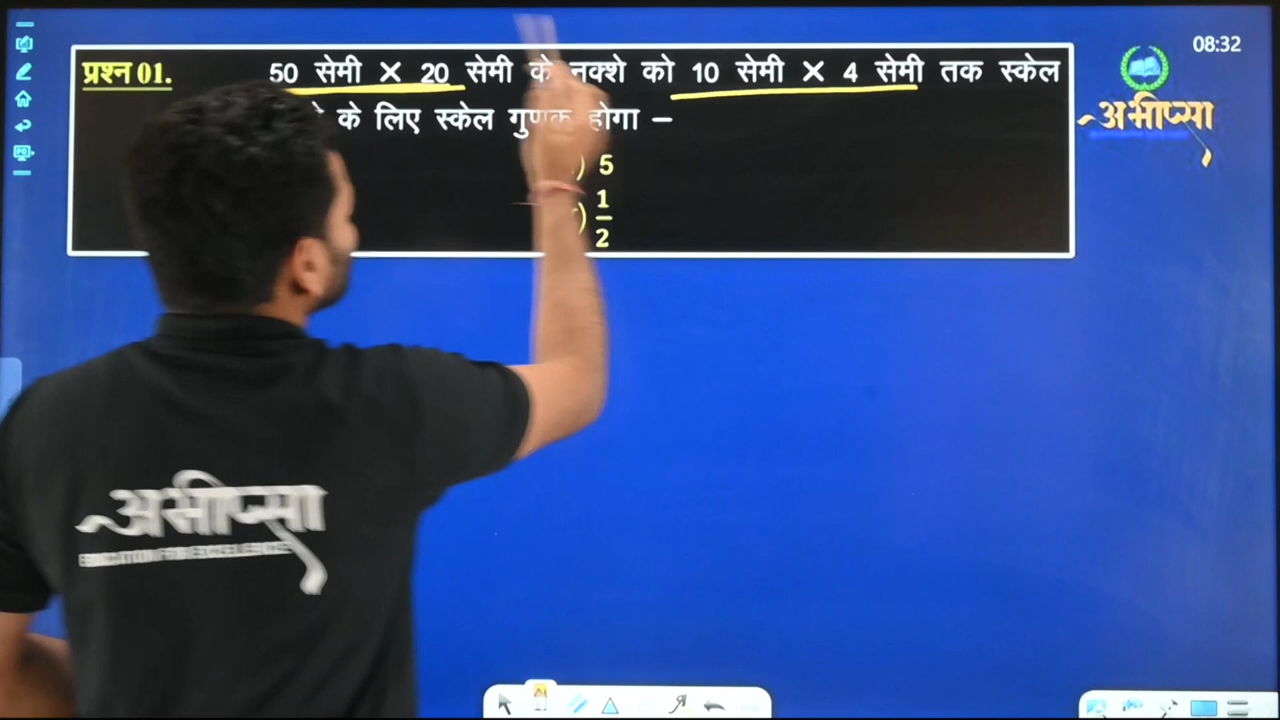 08:32
प्रश्न 01. 50 सेमी × 20 सेमी के नक्शे को 10 सेमी × 4 सेमी तक स्केल
के लिए स्केल गुणक होगा –
) 5
) 1/2
अभीप्सा
अभीप्सा